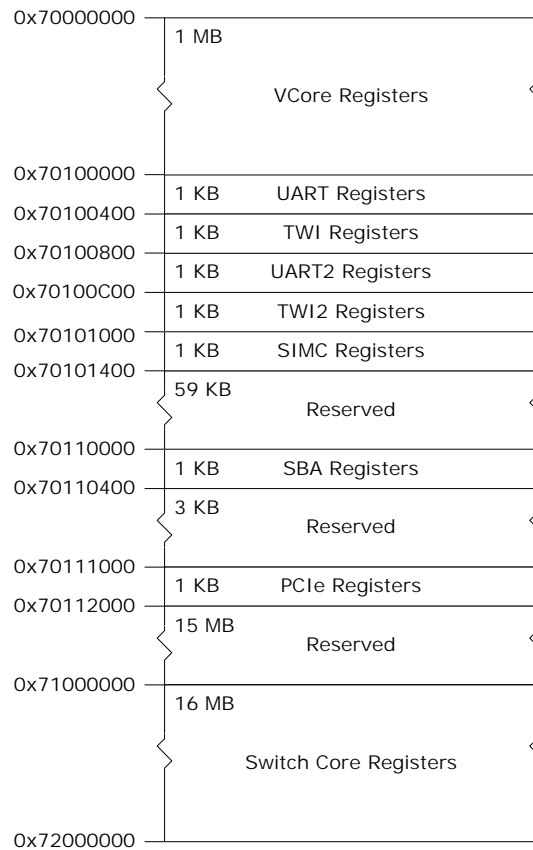 0x70000000
1 MB
VCore Registers
0x70100000
1 KB UART Registers
0x70100400
1 KB TWI Registers
0x70100800
1 KB UART2 Registers
0x70100C00
1 KB TWI2 Registers
0x70101000
1 KB SIMC Registers
0x70101400
59 KB
Reserved
0x70110000
1 KB SBA Registers
0x70110400
3 KB
Reserved
0x70111000
1 KB PCIe Registers
0x70112000
15 MB
Reserved
0x71000000
16 MB
Switch Core Registers
0x72000000